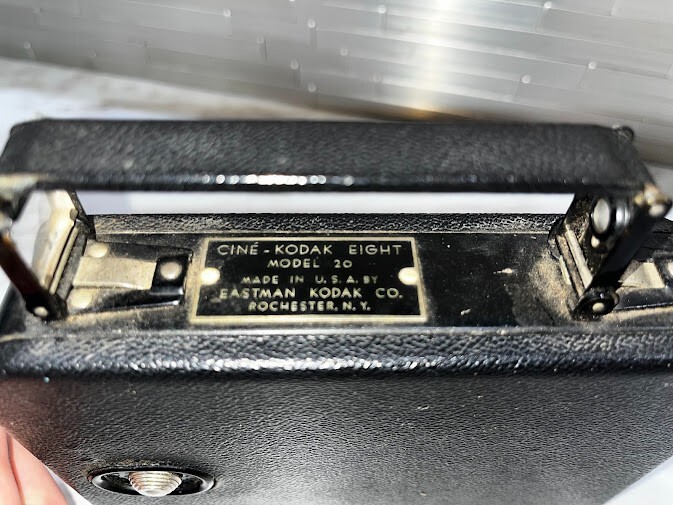 CINÉ-KODAK EIGHT
MODEL 20
MADE IN U.S.A. BY
EASTMAN KODAK CO.
ROCHESTER, N.Y.